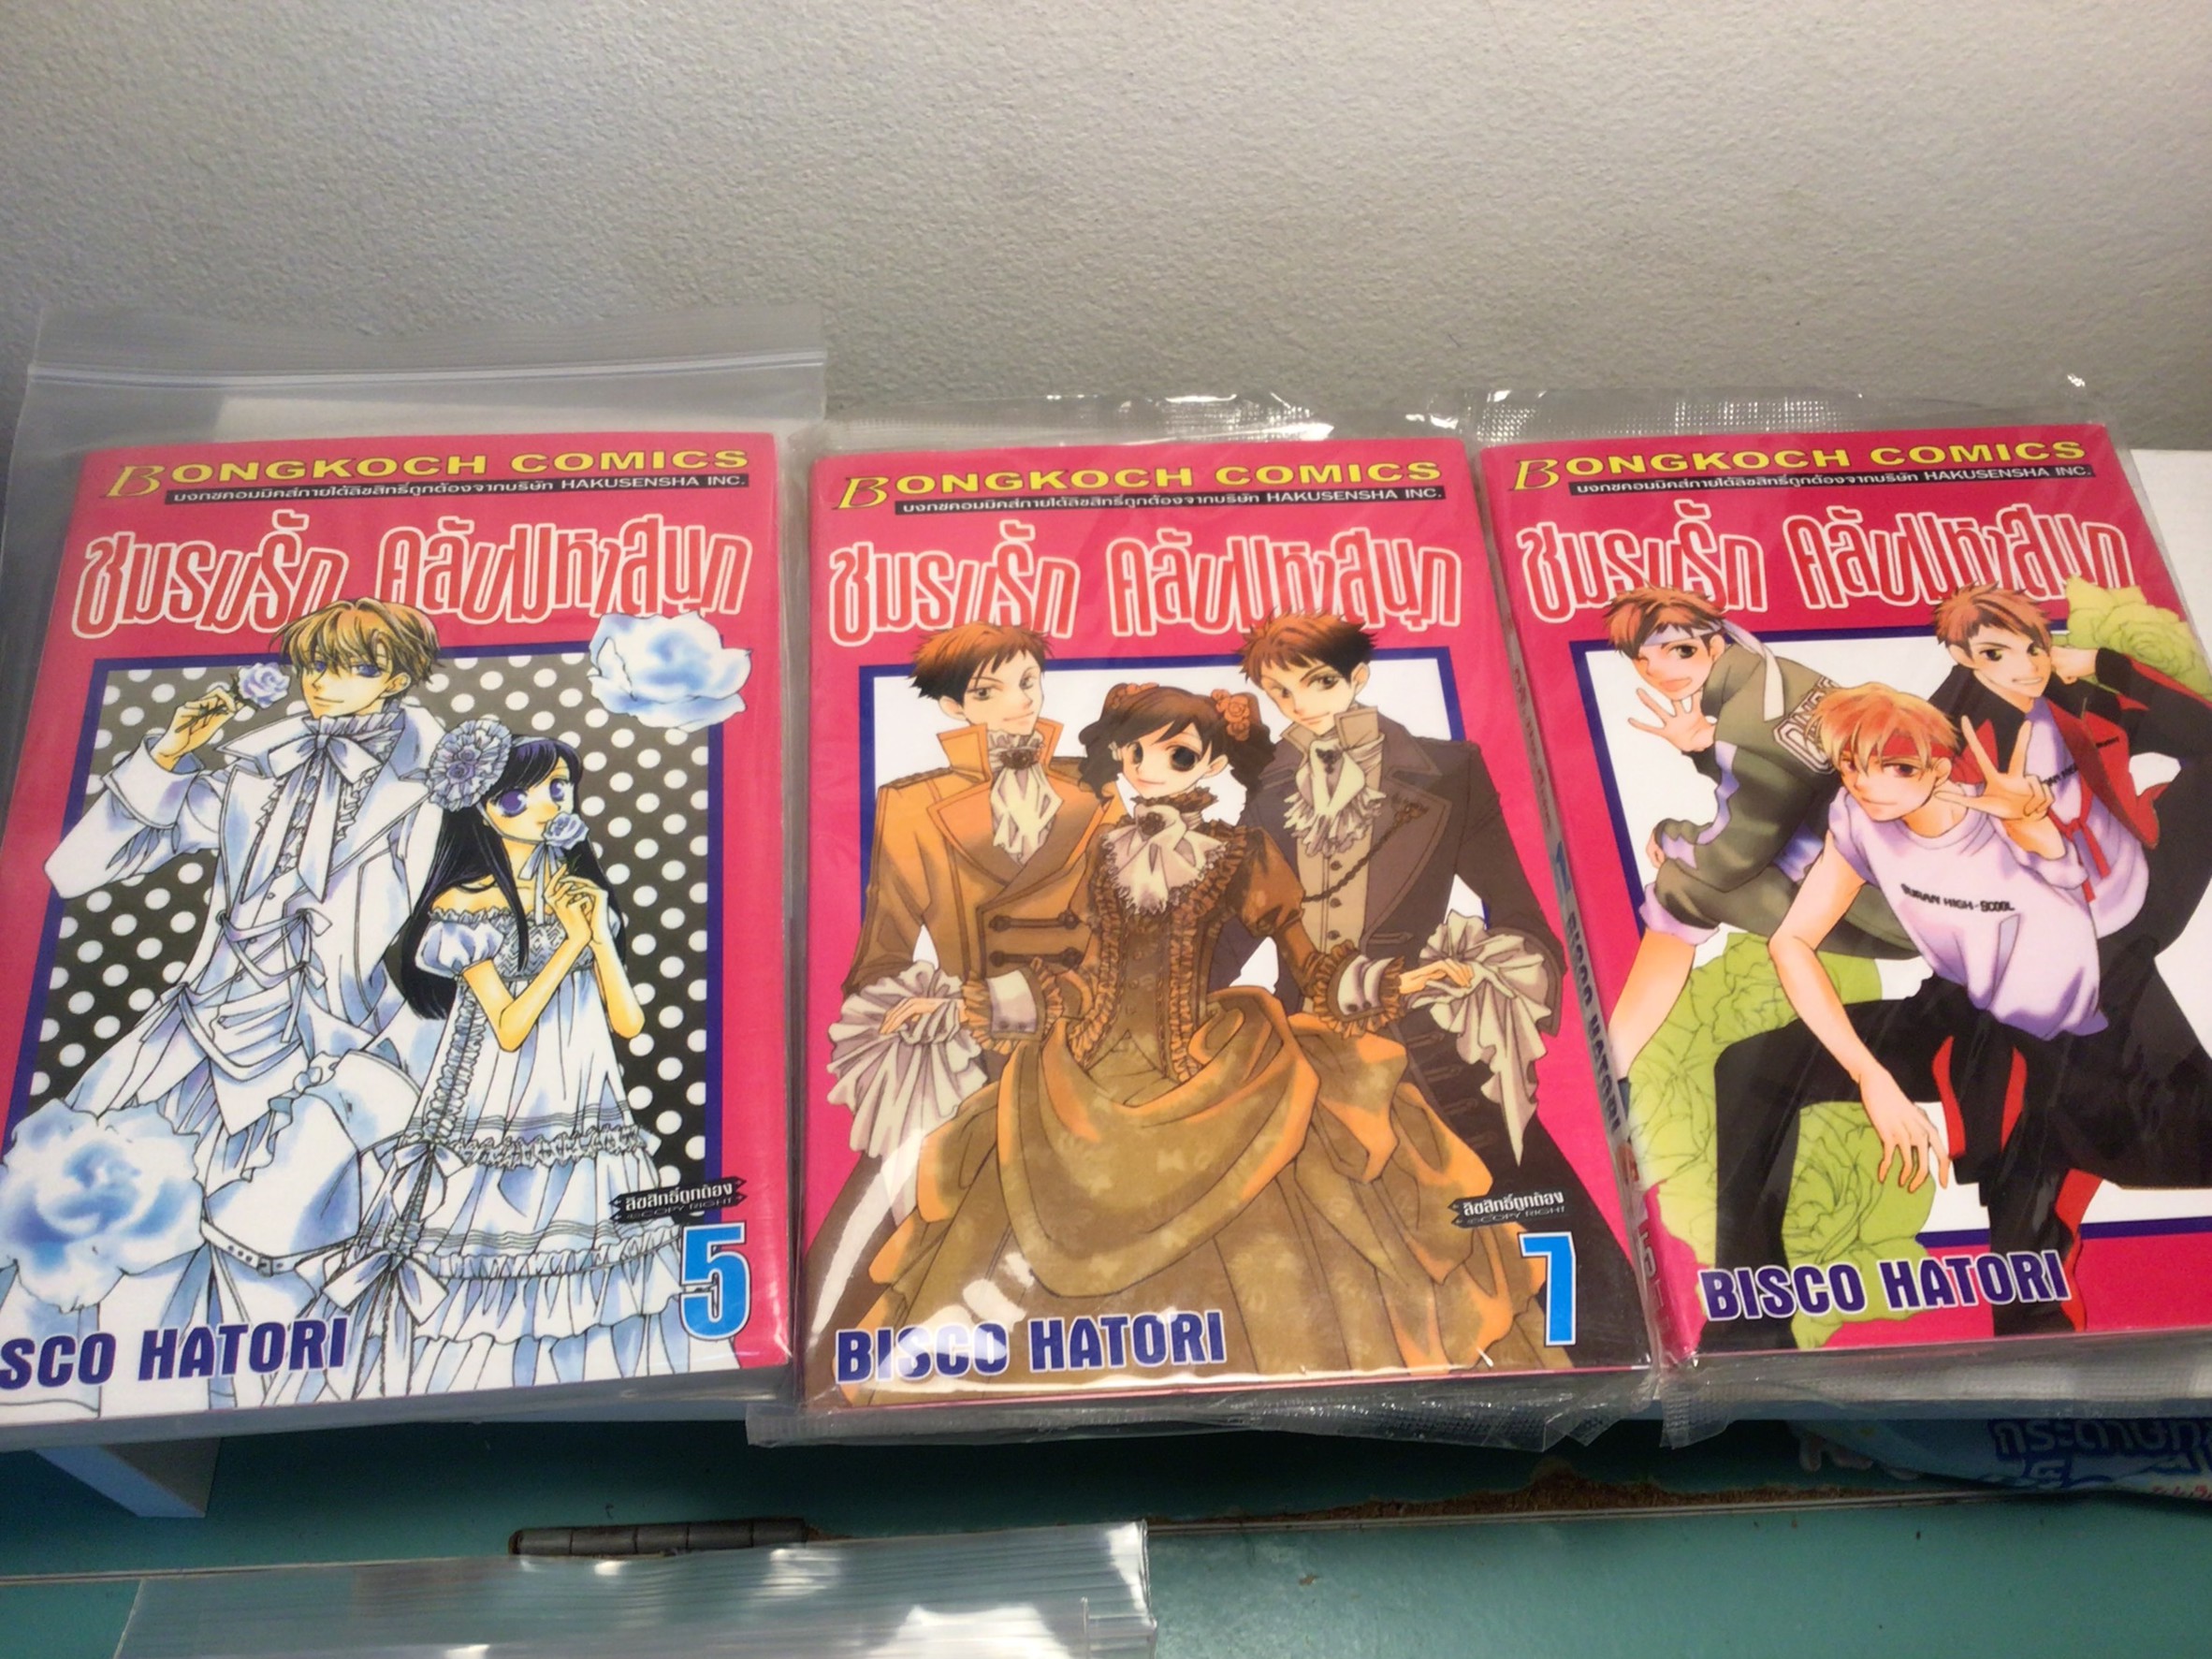 BONGKOCH COMICS
บงกชคอมมิคส์ภายใต้ลิขสิทธิ์ถูกต้องจากบริษัท HAKUSENSHA INC.
ชมรมรัก คลับมหาสนุก
ลิขสิทธิ์ถูกต้อง
©COPY RIGHT
5
SCO HATORI
BONGKOCH COMICS
บงกชคอมมิคส์ภายใต้ลิขสิทธิ์ถูกต้องจากบริษัท HAKUSENSHA INC.
ชมรมรัก คลับมหาสนุก
ลิขสิทธิ์ถูกต้อง
©COPY RIGHT
7
BISCO HATORI
BONGKOCH COMICS
บงกชคอมมิคส์ภายใต้ลิขสิทธิ์ถูกต้องจากบริษัท HAKUSENSHA INC.
ชมรมรัก คลับมหาสนุก
OURAN HIGH-SCOOL
BISCO HATORI
BISCO HATORI